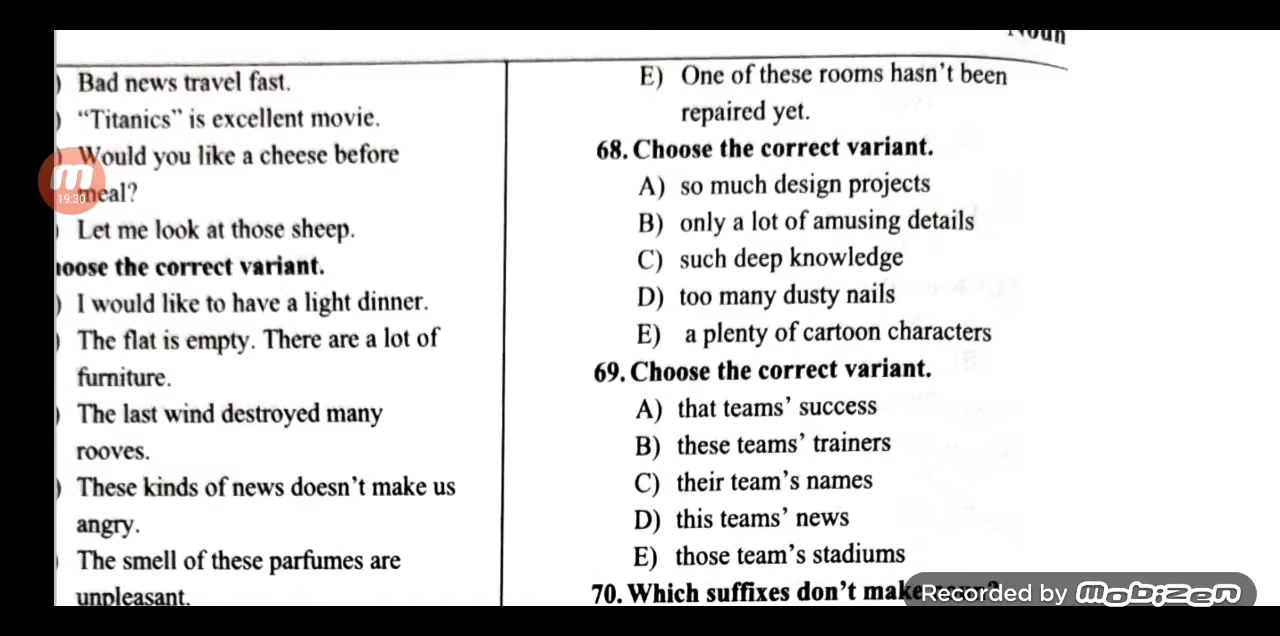 Noun
) Bad news travel fast.
) “Titanics” is excellent movie.
) Would you like a cheese before
meal?
19:30
) Let me look at those sheep.
hoose the correct variant.
) I would like to have a light dinner.
) The flat is empty. There are a lot of
furniture.
) The last wind destroyed many
rooves.
) These kinds of news doesn’t make us
angry.
) The smell of these parfumes are
unpleasant.
E) One of these rooms hasn’t been
repaired yet.
68. Choose the correct variant.
A) so much design projects
B) only a lot of amusing details
C) such deep knowledge
D) too many dusty nails
E) a plenty of cartoon characters
69. Choose the correct variant.
A) that teams’ success
B) these teams’ trainers
C) their team’s names
D) this teams’ news
E) those team’s stadiums
70. Which suffixes don’t make
Recorded by mobizen